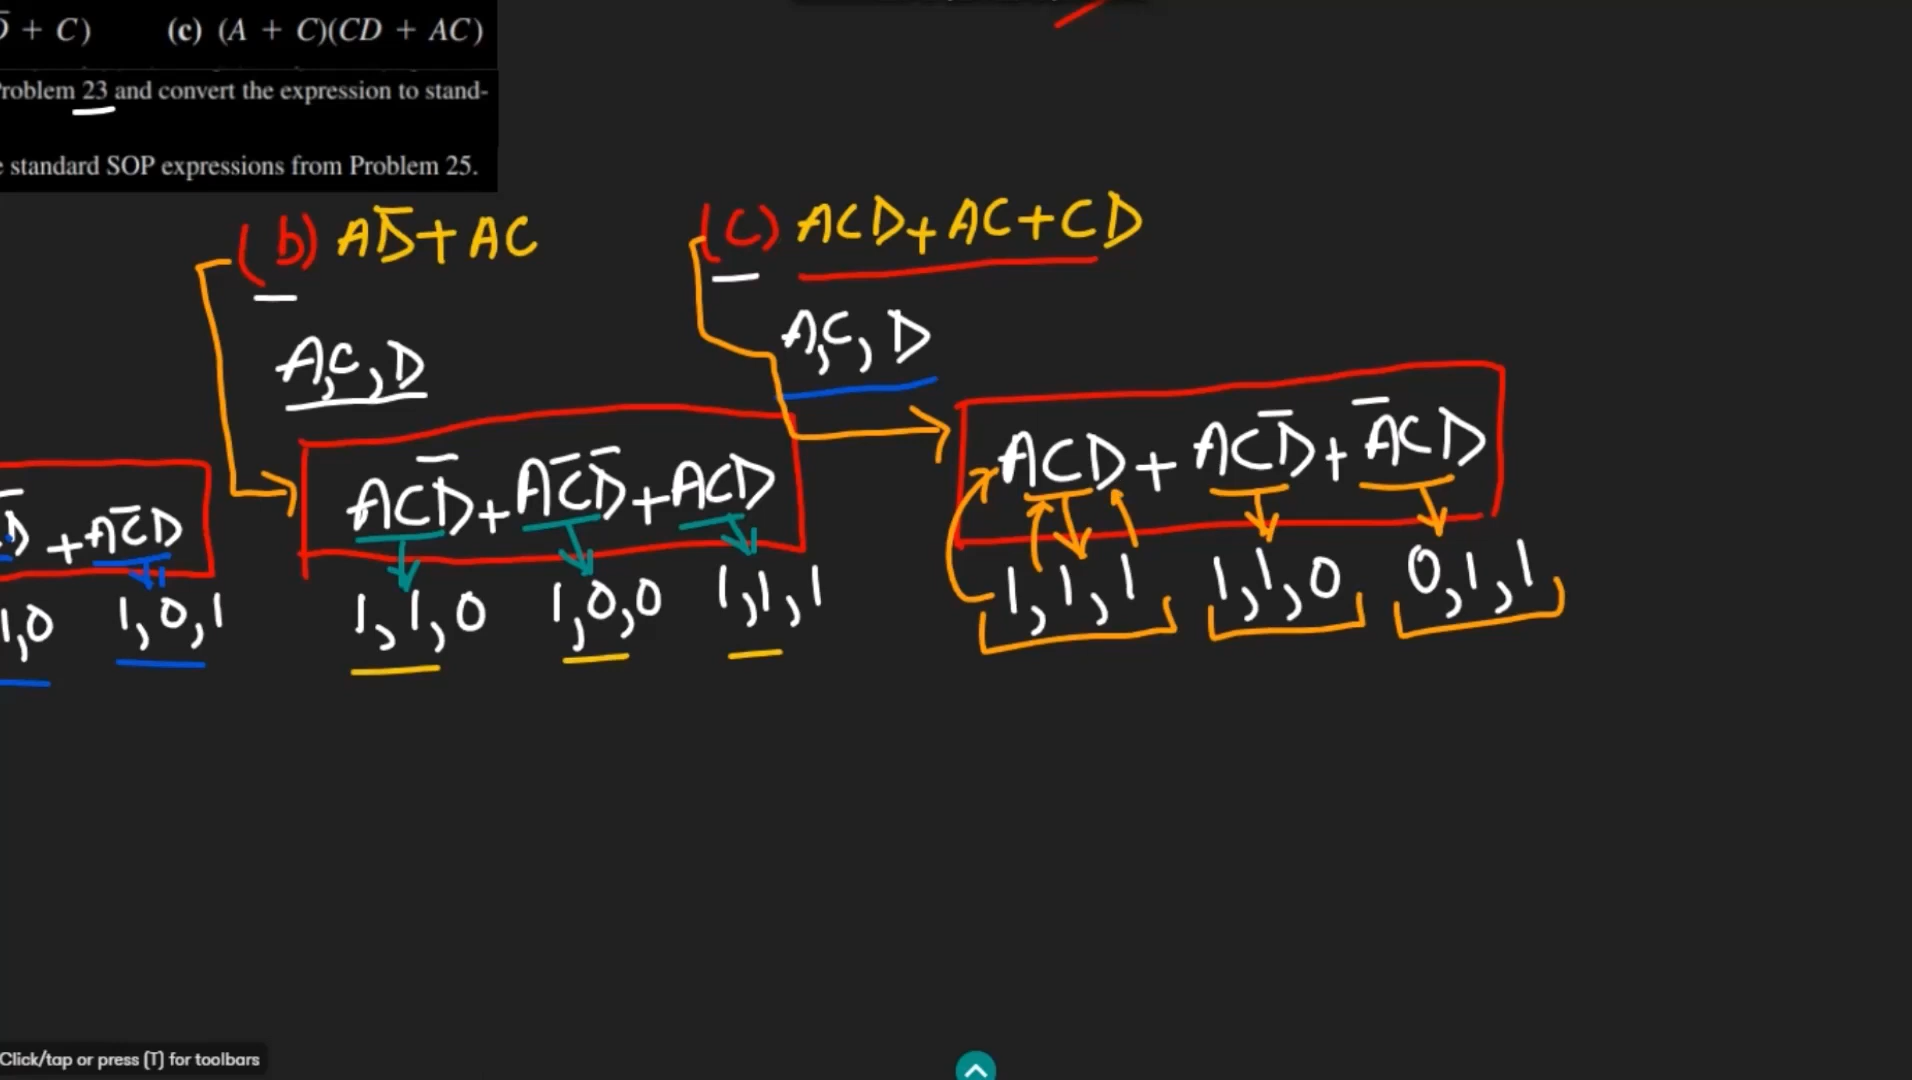 D̅ + C) (c) (A + C)(CD + AC)
Problem 23 and convert the expression to stand-
standard SOP expressions from Problem 25.
(b) AD̅ + AC
(c) ACD + AC + CD
A, C, D
A, C, D
D̅ + AC̅D
ACD̅ + AC̅D̅ + ACD
ACD + ACD̅ + A̅CD
1,0
1,0,1
1,1,0
1,0,0
1,1,1
1,1,1
1,1,0
0,1,1
Click/tap or press (T) for toolbars